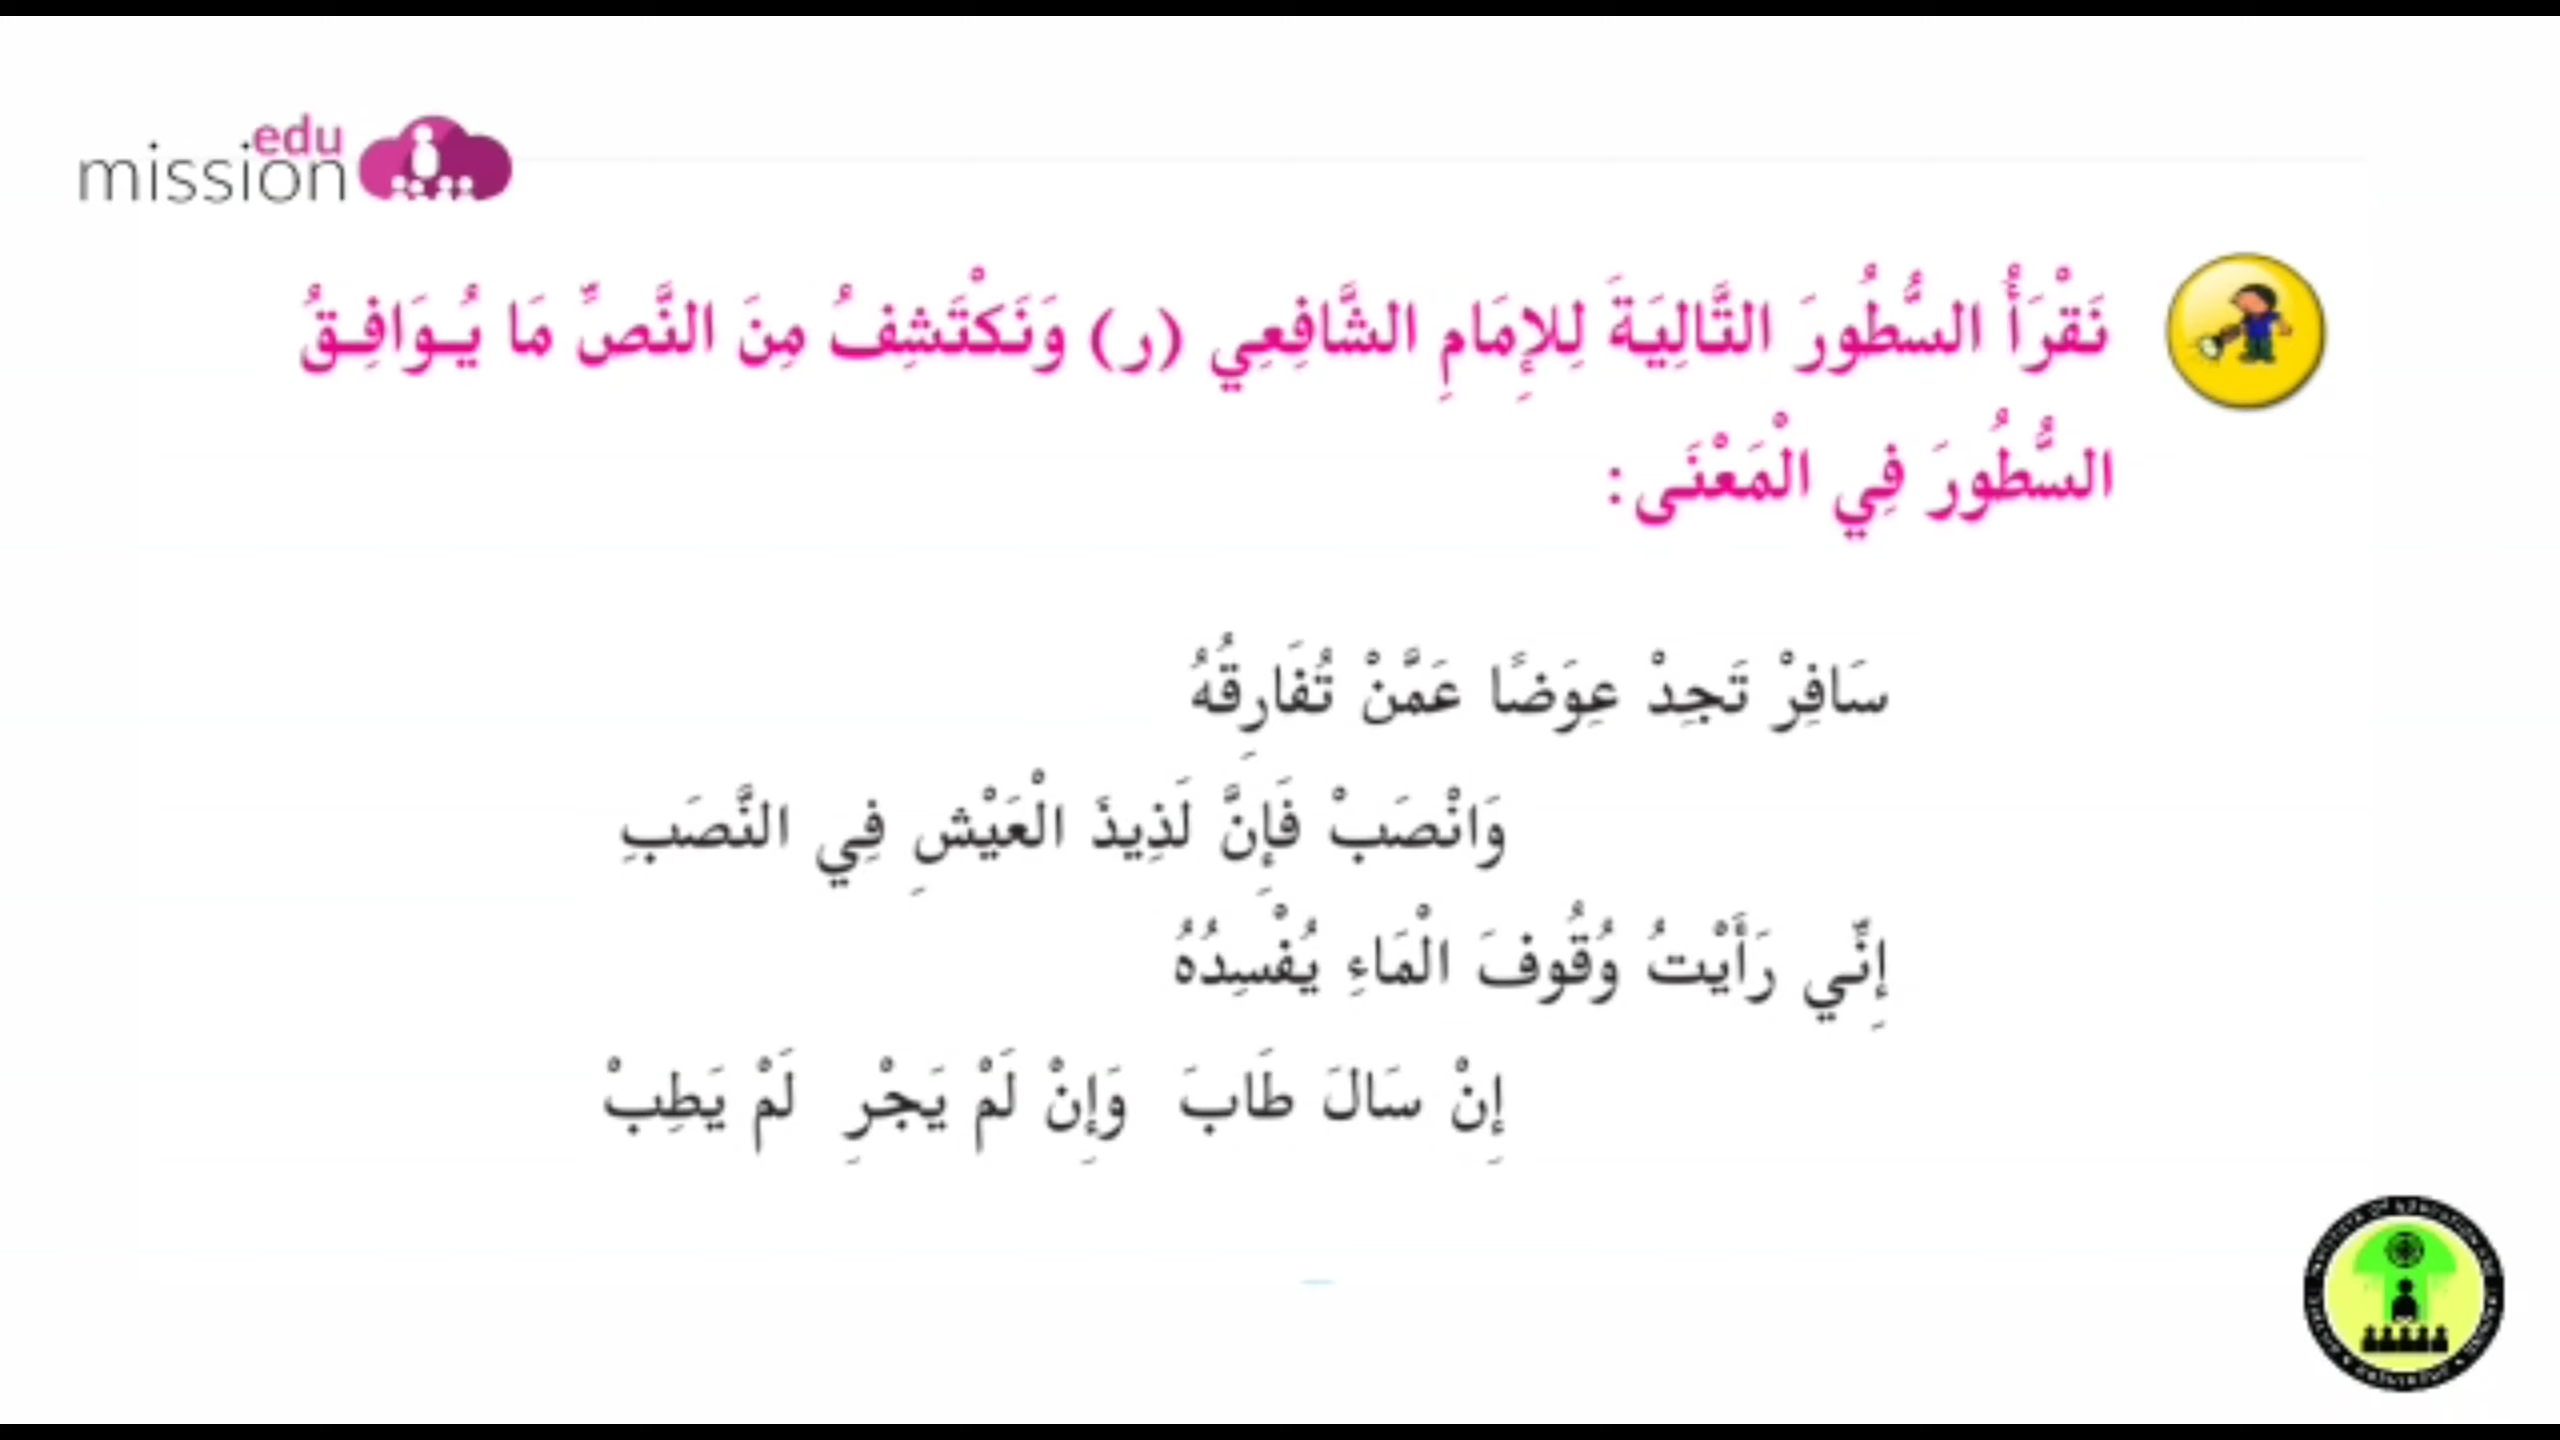 edu
mission
نَقْرَأُ السُّطُورَ التَّالِيَةَ لِلإِمَامِ الشَّافِعِي (ر) وَنَكْتَشِفُ مِنَ النَّصِّ مَا يُـوَافِـقُ
السُّطُورَ فِي الْمَعْنَى:
سَافِرْ تَجِدْ عِوَضًا عَمَّنْ تُفَارِقُهُ
وَانْصَبْ فَإِنَّ لَذِيذَ الْعَيْشِ فِي النَّصَبِ
إِنِّي رَأَيْتُ وُقُوفَ الْمَاءِ يُفْسِدُهُ
إِنْ سَالَ طَابَ وَإِنْ لَمْ يَجْرِ لَمْ يَطِبْ